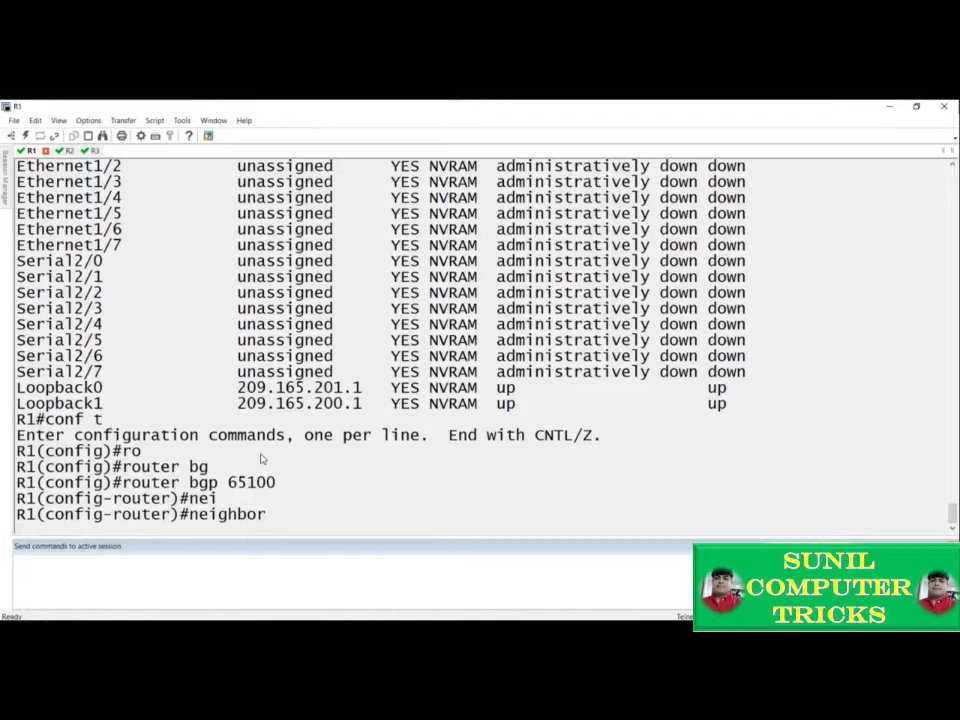 R1
File Edit View Options Transfer Script Tools Window Help
R1 R2 R3
Session Manager
Ethernet1/2 unassigned YES NVRAM administratively down down
Ethernet1/3 unassigned YES NVRAM administratively down down
Ethernet1/4 unassigned YES NVRAM administratively down down
Ethernet1/5 unassigned YES NVRAM administratively down down
Ethernet1/6 unassigned YES NVRAM administratively down down
Ethernet1/7 unassigned YES NVRAM administratively down down
Serial2/0 unassigned YES NVRAM administratively down down
Serial2/1 unassigned YES NVRAM administratively down down
Serial2/2 unassigned YES NVRAM administratively down down
Serial2/3 unassigned YES NVRAM administratively down down
Serial2/4 unassigned YES NVRAM administratively down down
Serial2/5 unassigned YES NVRAM administratively down down
Serial2/6 unassigned YES NVRAM administratively down down
Serial2/7 unassigned YES NVRAM administratively down down
Loopback0 209.165.201.1 YES NVRAM up up
Loopback1 209.165.200.1 YES NVRAM up up
R1#conf t
Enter configuration commands, one per line. End with CNTL/Z.
R1(config)#ro
R1(config)#router bg
R1(config)#router bgp 65100
R1(config-router)#nei
R1(config-router)#neighbor
Send commands to active session
Ready
SUNIL
COMPUTER
TRICKS